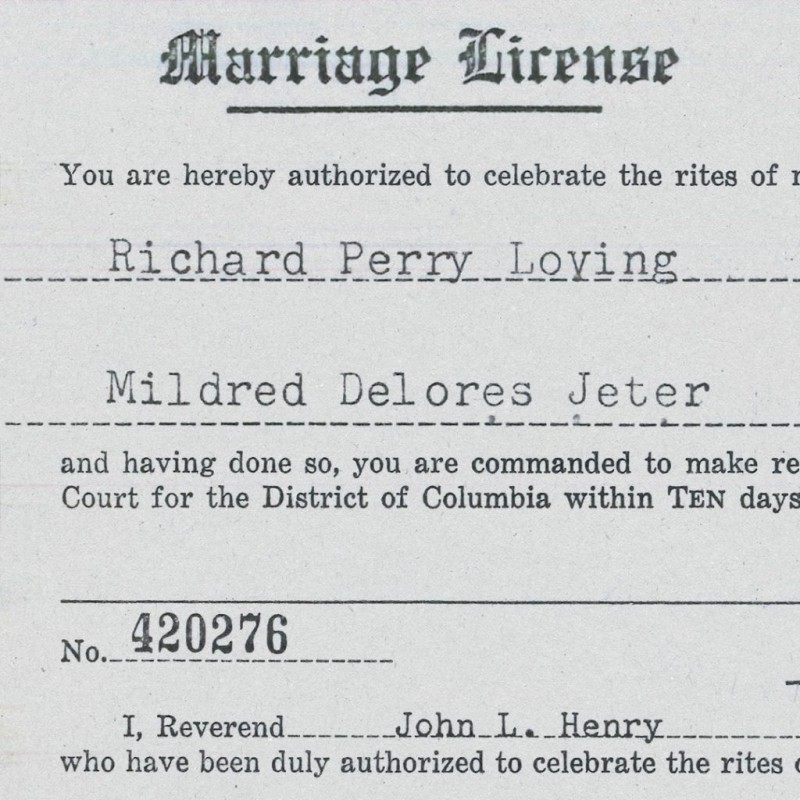 Marriage License
You are hereby authorized to celebrate the rites of
Richard Perry Loving
Mildred Delores Jeter
and having done so, you are commanded to make
Court for the District of Columbia within TEN days
No. 420276
I, Reverend John L. Henry
who have been duly authorized to celebrate the rites